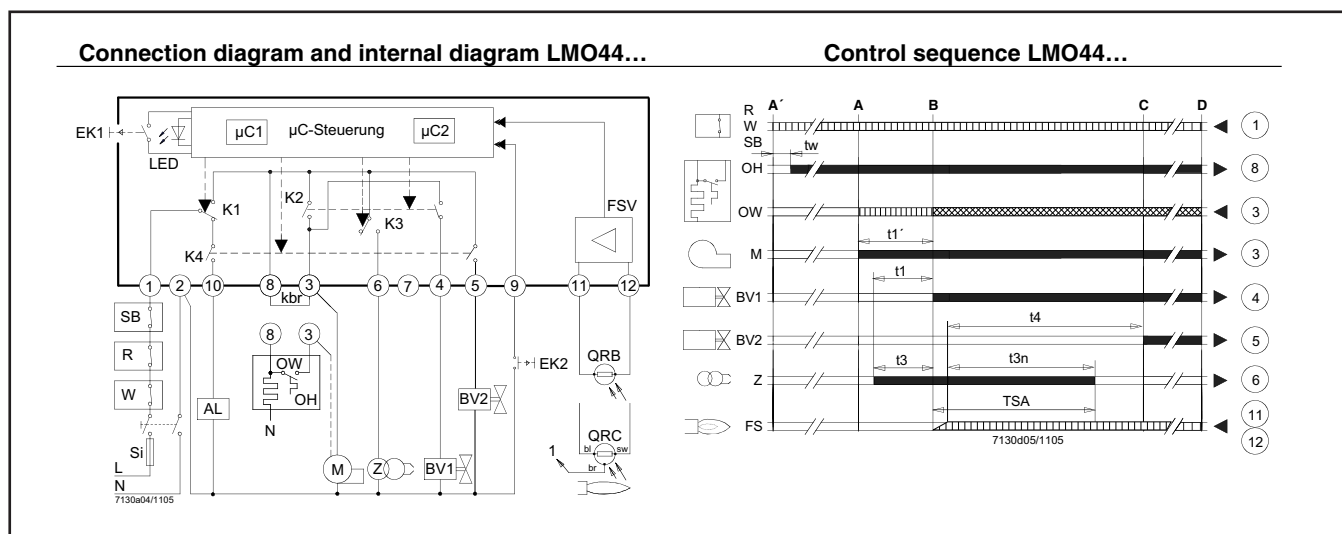 Connection diagram and internal diagram LMO44...
EK1
LED
µC1
µC-Steuerung
µC2
K1
K2
K3
K4
FSV
1 2 10 8 3 6 7 4 5 9 11 12
kbr
SB
R
W
Si
L
N
7130a04/1105
AL
8 3
OW
OH
N
M
Z
BV1
BV2
EK2
QRB
QRC
bl sw
br
1
Control sequence LMO44...
A´ A B C D
R
W
SB
1
tw
OH
8
OW
3
t1´
M
3
t1
BV1
4
t4
BV2
5
t3 t3n
Z
6
TSA
FS
11
12
7130d05/1105